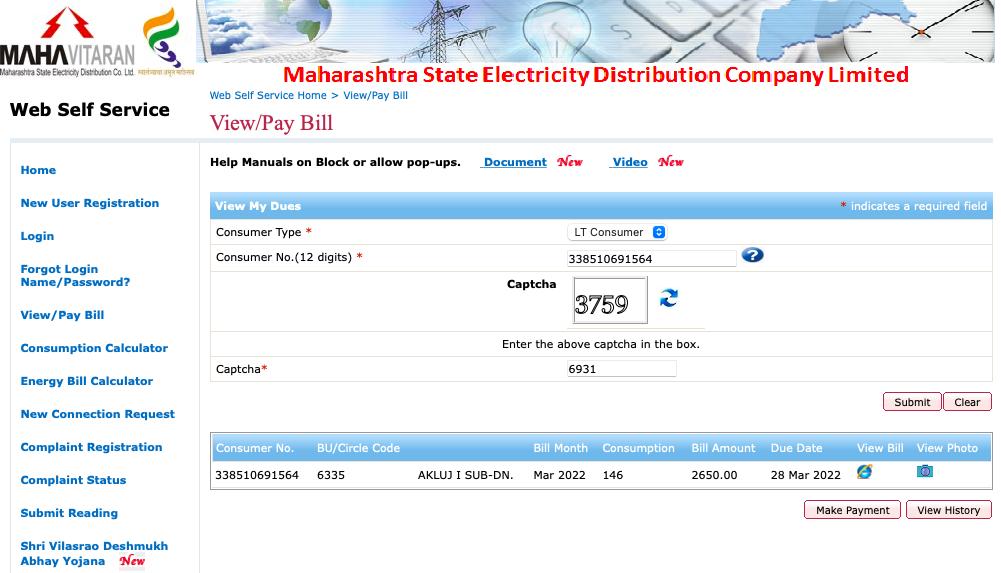 MAHAVITARAN
Maharashtra State Electricity Distribution Co. Ltd.
Maharashtra State Electricity Distribution Company Limited
Web Self Service
Web Self Service Home > View/Pay Bill
View/Pay Bill
Help Manuals on Block or allow pop-ups. Document New Video New
Home
New User Registration
Login
Forgot Login
Name/Password?
View/Pay Bill
Consumption Calculator
Energy Bill Calculator
New Connection Request
Complaint Registration
Complaint Status
Submit Reading
Shri Vilasrao Deshmukh
Abhay Yojana New
View My Dues * indicates a required field
Consumer Type * LT Consumer
Consumer No.(12 digits) * 338510691564 ?
Captcha 3759
Enter the above captcha in the box.
Captcha* 6931
Submit Clear
Consumer No. BU/Circle Code Bill Month Consumption Bill Amount Due Date View Bill View Photo
338510691564 6335 AKLUJ I SUB-DN. Mar 2022 146 2650.00 28 Mar 2022
Make Payment View History